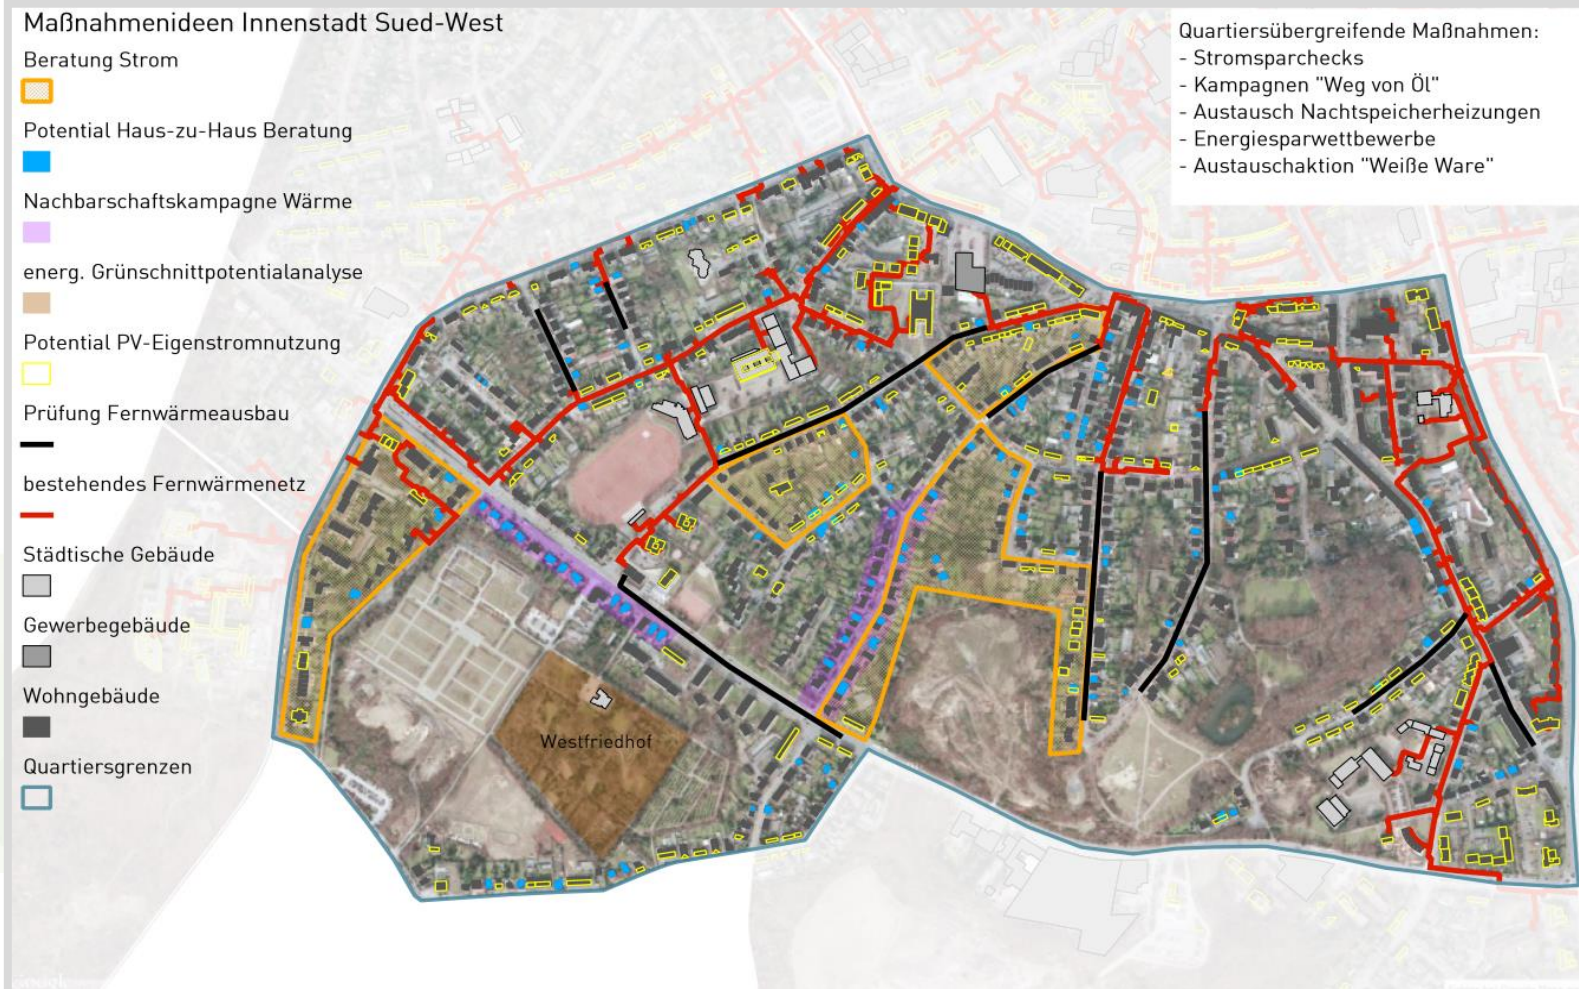 Maßnahmenideen Innenstadt Sued-West
Beratung Strom
Potential Haus-zu-Haus Beratung
Nachbarschaftskampagne Wärme
energ. Grünschnittpotentialanalyse
Potential PV-Eigenstromnutzung
Prüfung Fernwärmeausbau
bestehendes Fernwärmenetz
Städtische Gebäude
Gewerbegebäude
Wohngebäude
Quartiersgrenzen
Quartiersübergreifende Maßnahmen:
- Stromsparchecks
- Kampagnen "Weg von Öl"
- Austausch Nachtspeicherheizungen
- Energiesparwettbewerbe
- Austauschaktion "Weiße Ware"
Westfriedhof